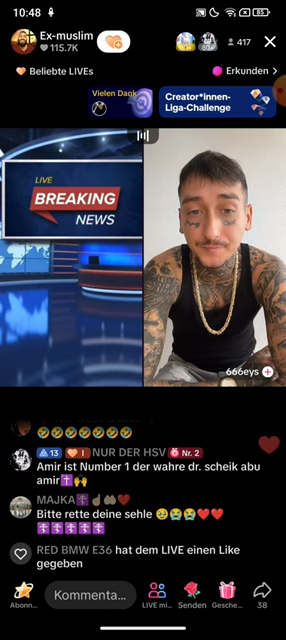 10:48
85
Ex-muslim
115.7K
417
Beliebte LIVEs
Erkunden
Vielen Dank
Creator*innen-
Liga-Challenge
LIVE
BREAKING
NEWS
666eys
13 1 NUR DER HSV Nr. 2
Amir ist Number 1 der wahre dr. scheik abu
amir✝️🙌
MAJKA✝️☝🏽🙏🏽❤️
Bitte rette deine sehle 🥹😭😭❤️❤️
✝️✝️✝️✝️✝️
RED BMW E36 hat dem LIVE einen Like
gegeben
Abonn...
Kommenta...
LIVE mi...
Senden
Gesche...
38